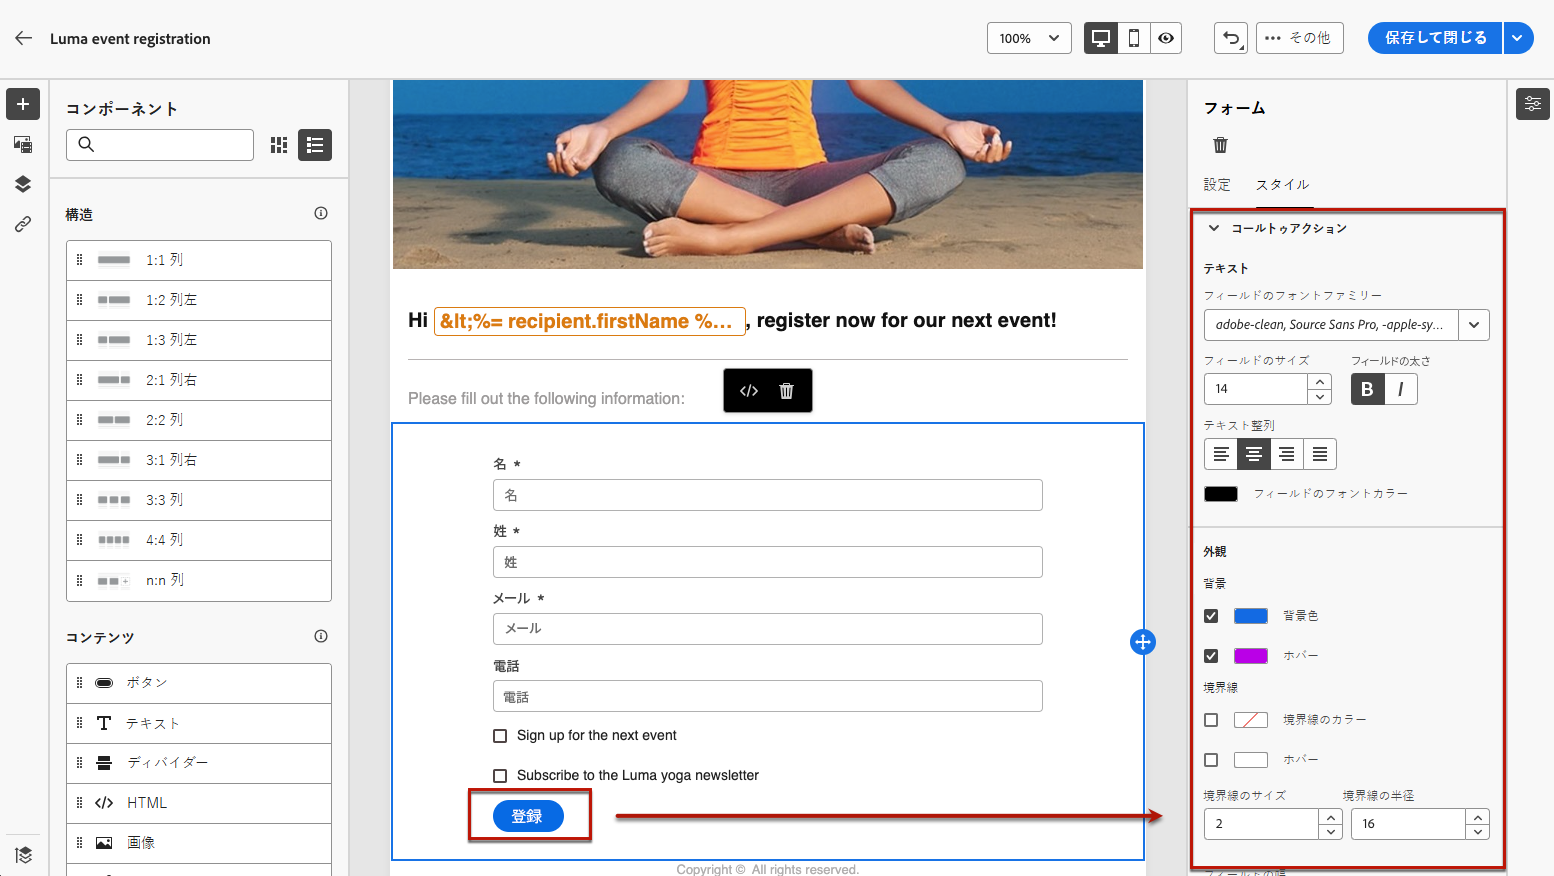 Luma event registration
100%
その他
保存して閉じる
コンポーネント
構造
1:1 列
1:2 列左
1:3 列左
2:1 列右
2:2 列
3:1 列右
3:3 列
4:4 列
n:n 列
コンテンツ
ボタン
テキスト
ディバイダー
HTML
画像
Hi &lt;%= recipient.firstName %... , register now for our next event!
Please fill out the following information:
名 *
名
姓 *
姓
メール *
メール
電話
電話
Sign up for the next event
Subscribe to the Luma yoga newsletter
登録
Copyright © All rights reserved.
フォーム
設定 スタイル
コールトゥアクション
テキスト
フィールドのフォントファミリー
adobe-clean, Source Sans Pro, -apple-sy...
フィールドのサイズ フィールドの太さ
14 B I
テキスト整列
フィールドのフォントカラー
外観
背景
背景色
ホバー
境界線
境界線のカラー
ホバー
境界線のサイズ 境界線の半径
2 16